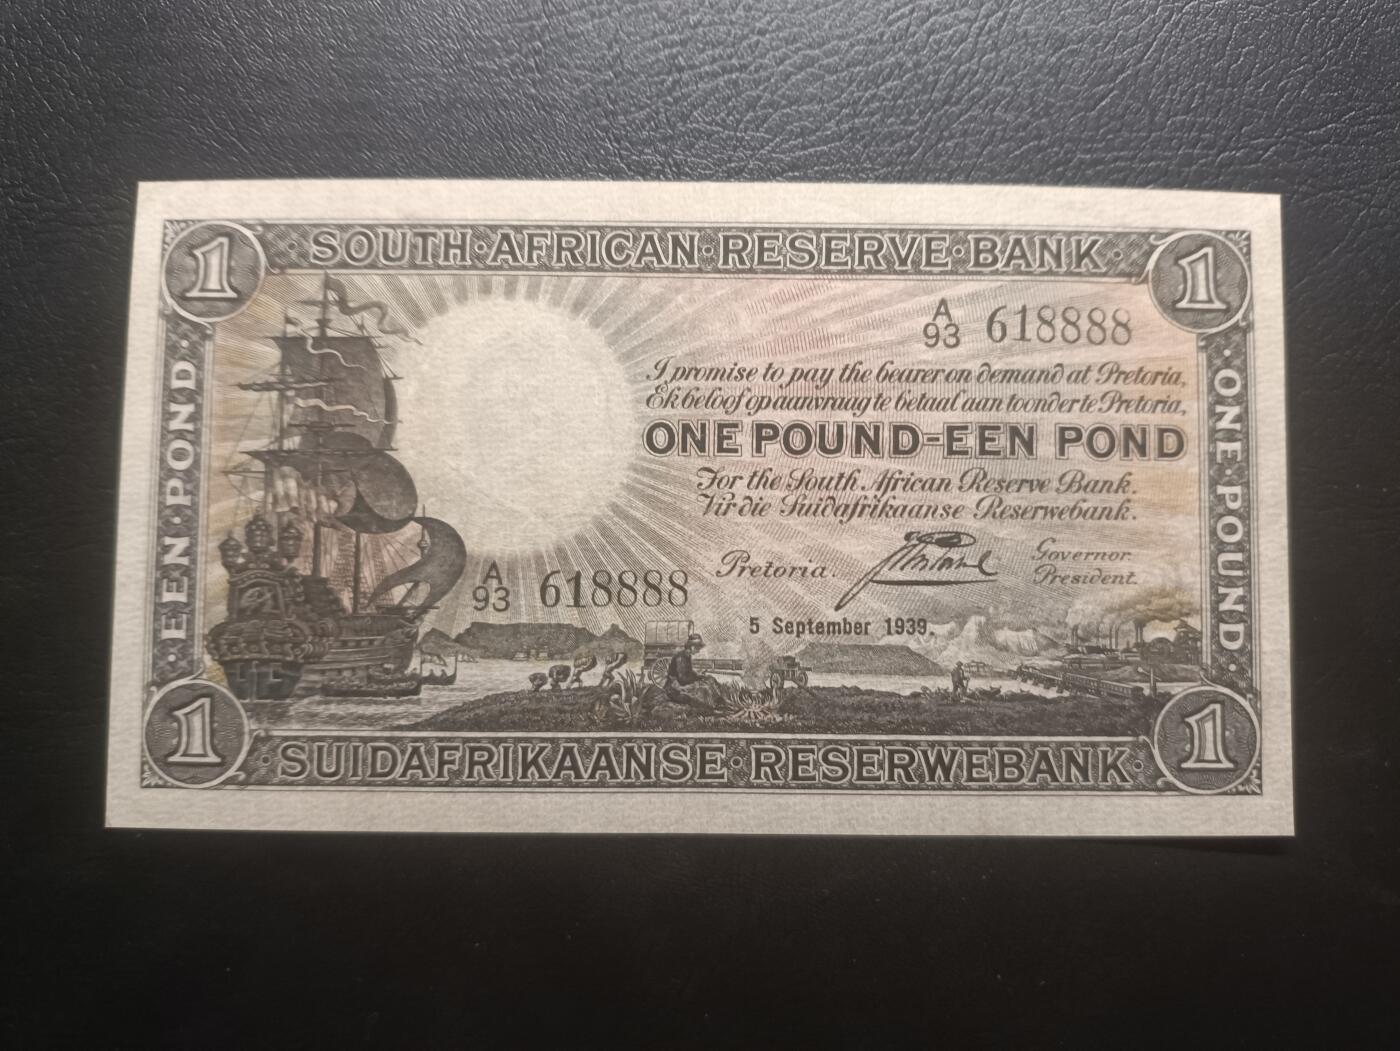 1 SOUTH·AFRICAN·RESERVE·BANK 1
A
93 618888
I promise to pay the bearer on demand at Pretoria,
Ek beloof op aanvraag te betaal aan toonder te Pretoria,
ONE POUND-EEN POND
For the South African Reserve Bank.
Vir die Suidafrikaanse Reserwebank.
Pretoria.
Governor
President.
A
93 618888
5 September 1939.
EEN·POND
ONE·POUND
1 SUIDAFRIKAANSE·RESERWEBANK 1